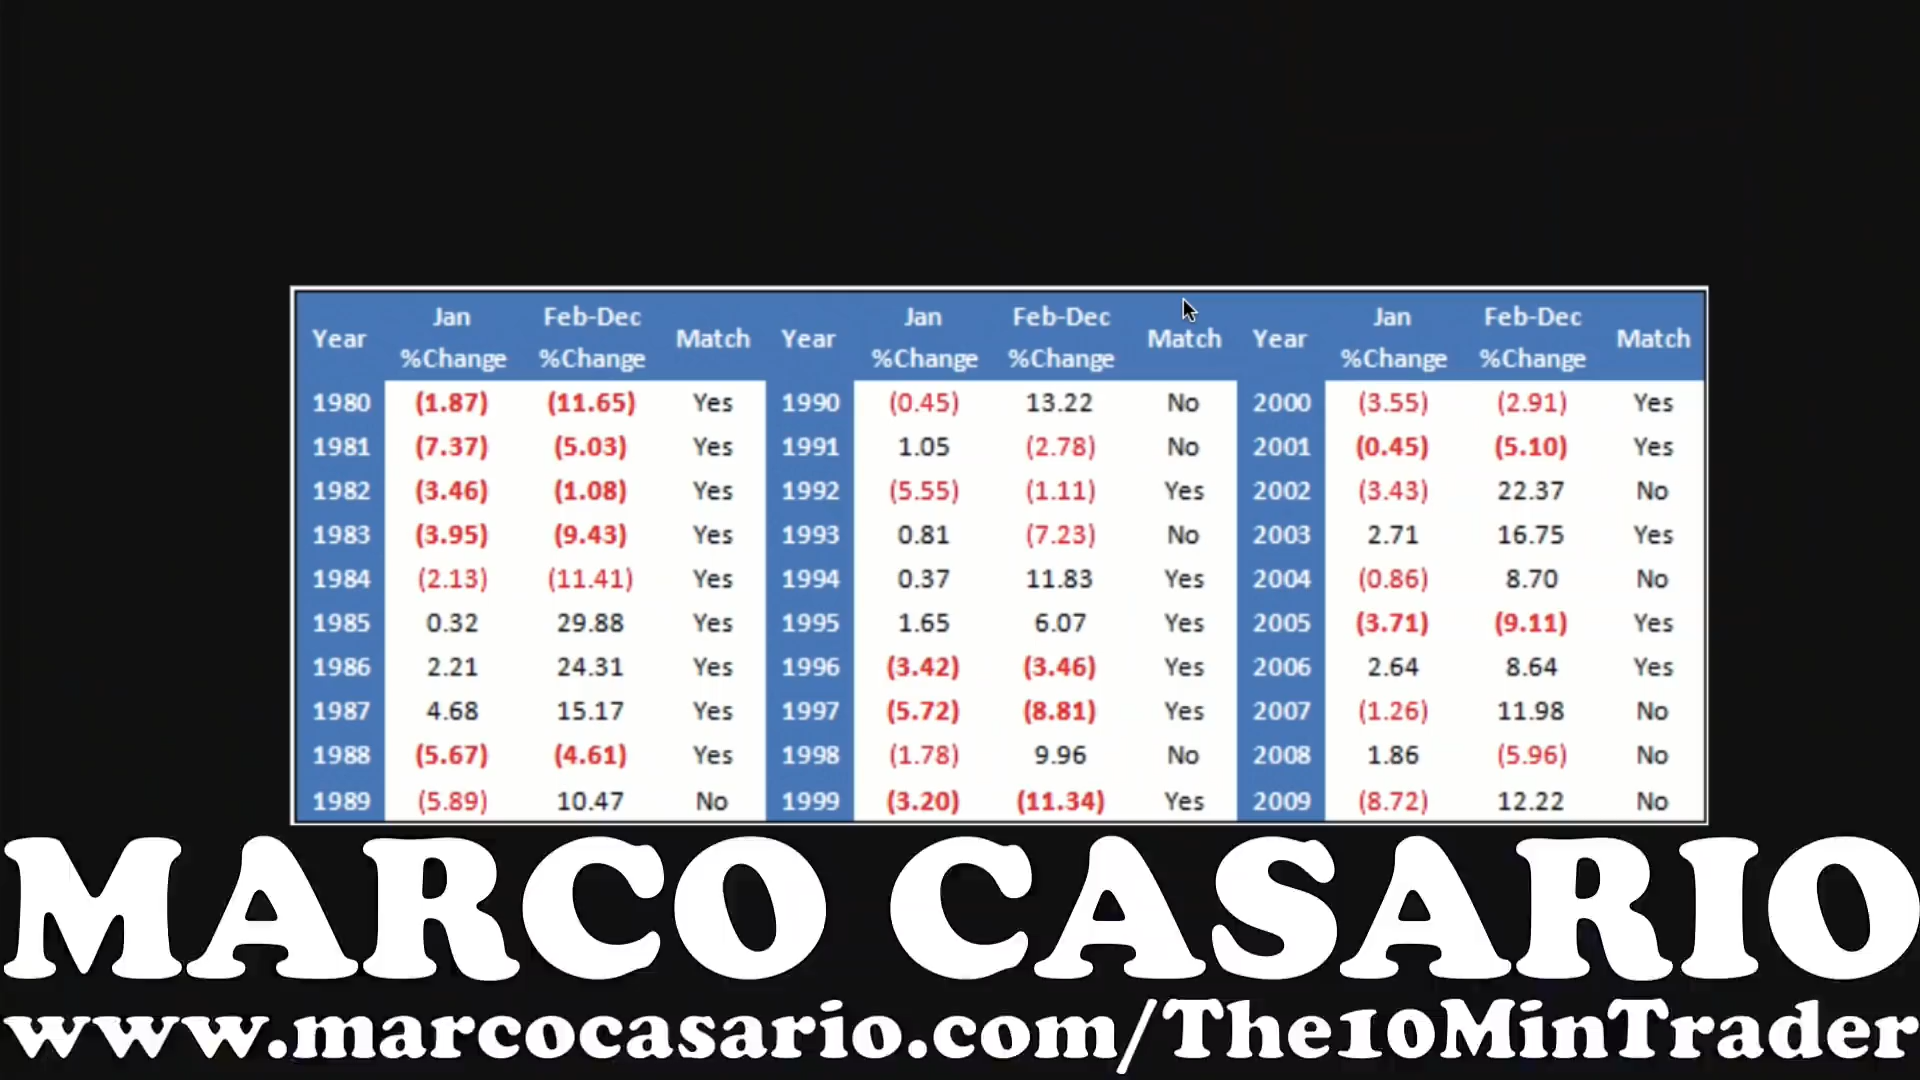 Year Jan %Change Feb-Dec %Change Match Year Jan %Change Feb-Dec %Change Match Year Jan %Change Feb-Dec %Change Match
1980 (1.87) (11.65) Yes 1990 (0.45) 13.22 No 2000 (3.55) (2.91) Yes
1981 (7.37) (5.03) Yes 1991 1.05 (2.78) No 2001 (0.45) (5.10) Yes
1982 (3.46) (1.08) Yes 1992 (5.55) (1.11) Yes 2002 (3.43) 22.37 No
1983 (3.95) (9.43) Yes 1993 0.81 (7.23) No 2003 2.71 16.75 Yes
1984 (2.13) (11.41) Yes 1994 0.37 11.83 Yes 2004 (0.86) 8.70 No
1985 0.32 29.88 Yes 1995 1.65 6.07 Yes 2005 (3.71) (9.11) Yes
1986 2.21 24.31 Yes 1996 (3.42) (3.46) Yes 2006 2.64 8.64 Yes
1987 4.68 15.17 Yes 1997 (5.72) (8.81) Yes 2007 (1.26) 11.98 No
1988 (5.67) (4.61) Yes 1998 (1.78) 9.96 No 2008 1.86 (5.96) No
1989 (5.89) 10.47 No 1999 (3.20) (11.34) Yes 2009 (8.72) 12.22 No
MARCO CASARIO
www.marcocasario.com/The10MinTrader